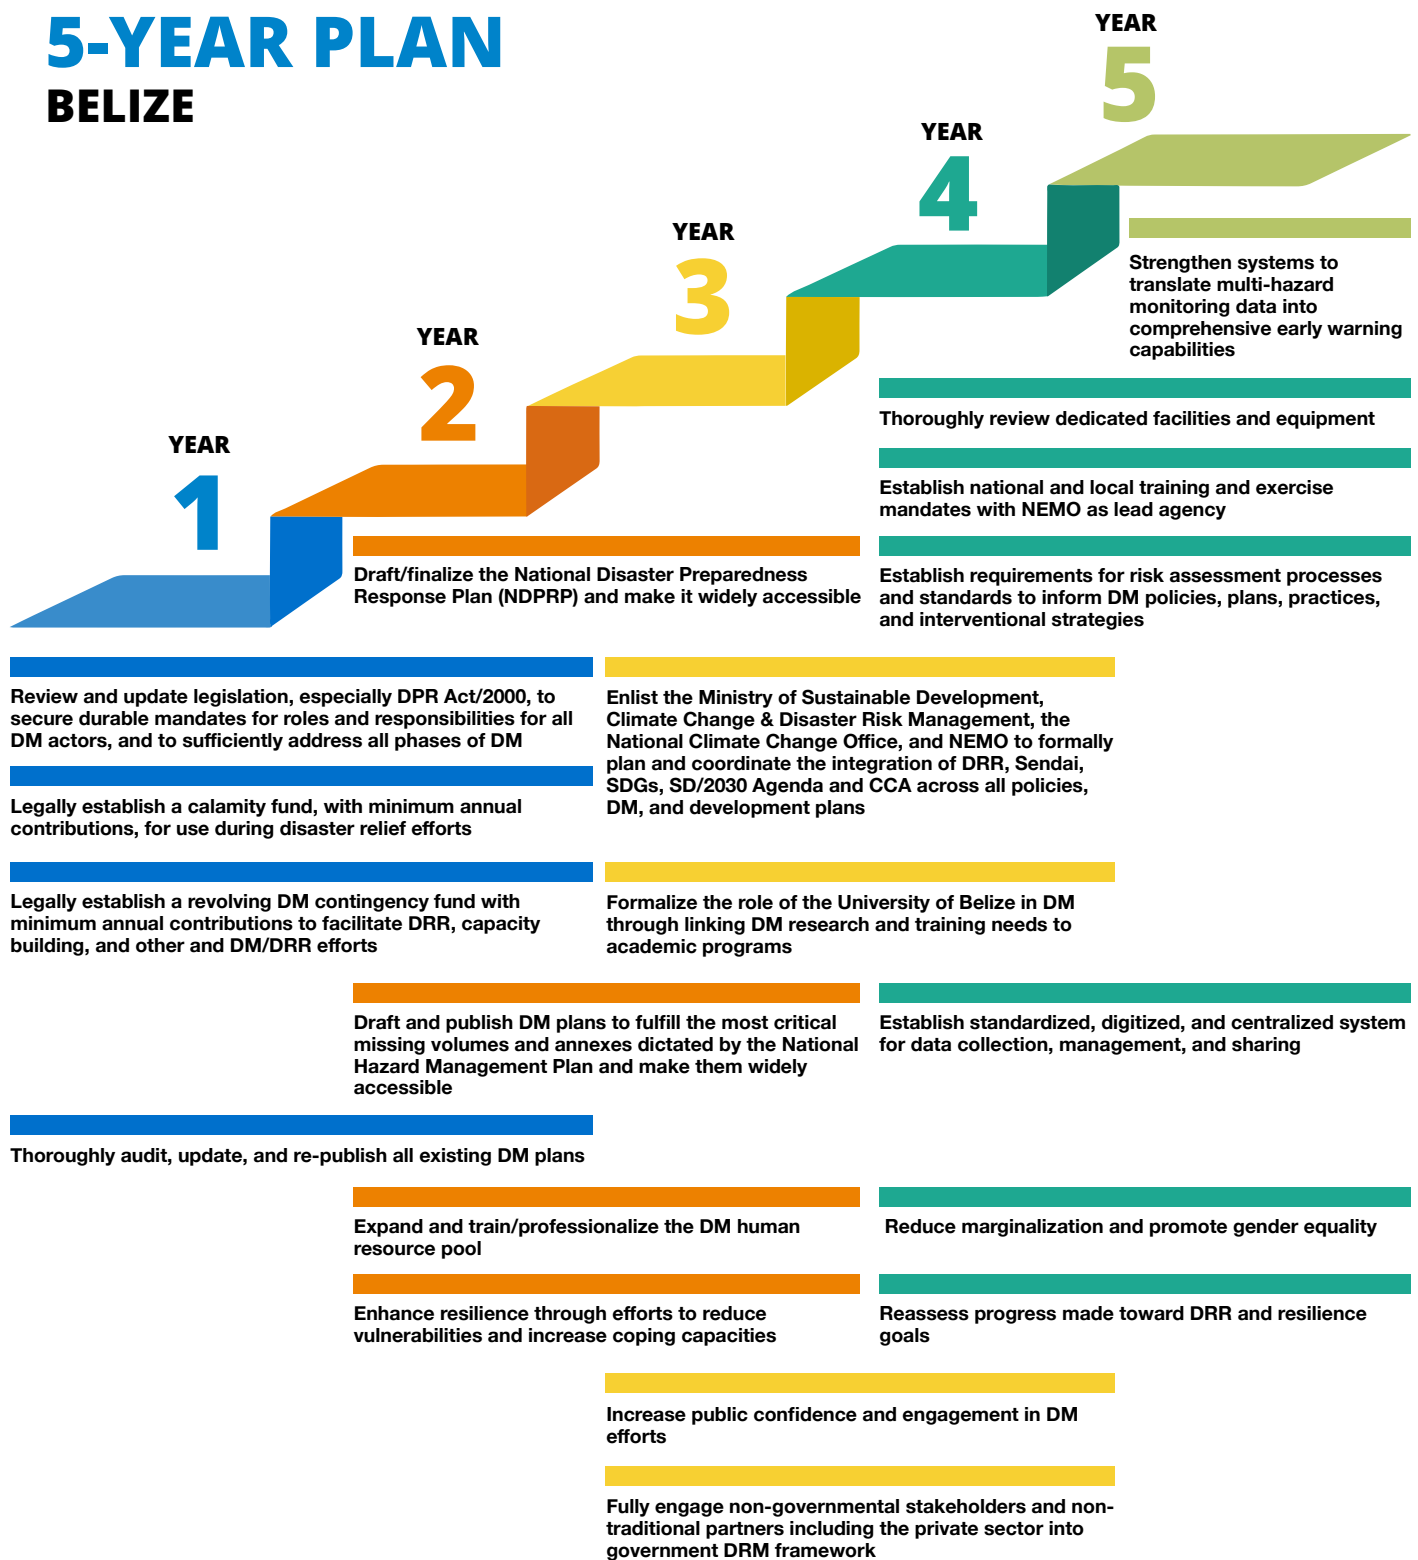 5-YEAR PLAN
BELIZE
YEAR
5
YEAR
4
YEAR
3
YEAR
2
YEAR
1
Strengthen systems to
translate multi-hazard
monitoring data into
comprehensive early warning
capabilities
Thoroughly review dedicated facilities and equipment
Establish national and local training and exercise
mandates with NEMO as lead agency
Draft/finalize the National Disaster Preparedness
Response Plan (NDPRP) and make it widely accessible
Establish requirements for risk assessment processes
and standards to inform DM policies, plans, practices,
and interventional strategies
Review and update legislation, especially DPR Act/2000, to
secure durable mandates for roles and responsibilities for all
DM actors, and to sufficiently address all phases of DM
Enlist the Ministry of Sustainable Development,
Climate Change & Disaster Risk Management, the
National Climate Change Office, and NEMO to formally
plan and coordinate the integration of DRR, Sendai,
SDGs, SD/2030 Agenda and CCA across all policies,
DM, and development plans
Legally establish a calamity fund, with minimum annual
contributions, for use during disaster relief efforts
Legally establish a revolving DM contingency fund with
minimum annual contributions to facilitate DRR, capacity
building, and other and DM/DRR efforts
Formalize the role of the University of Belize in DM
through linking DM research and training needs to
academic programs
Draft and publish DM plans to fulfill the most critical
missing volumes and annexes dictated by the National
Hazard Management Plan and make them widely
accessible
Establish standardized, digitized, and centralized system
for data collection, management, and sharing
Thoroughly audit, update, and re-publish all existing DM plans
Expand and train/professionalize the DM human
resource pool
Reduce marginalization and promote gender equality
Enhance resilience through efforts to reduce
vulnerabilities and increase coping capacities
Reassess progress made toward DRR and resilience
goals
Increase public confidence and engagement in DM
efforts
Fully engage non-governmental stakeholders and non-
traditional partners including the private sector into
government DRM framework